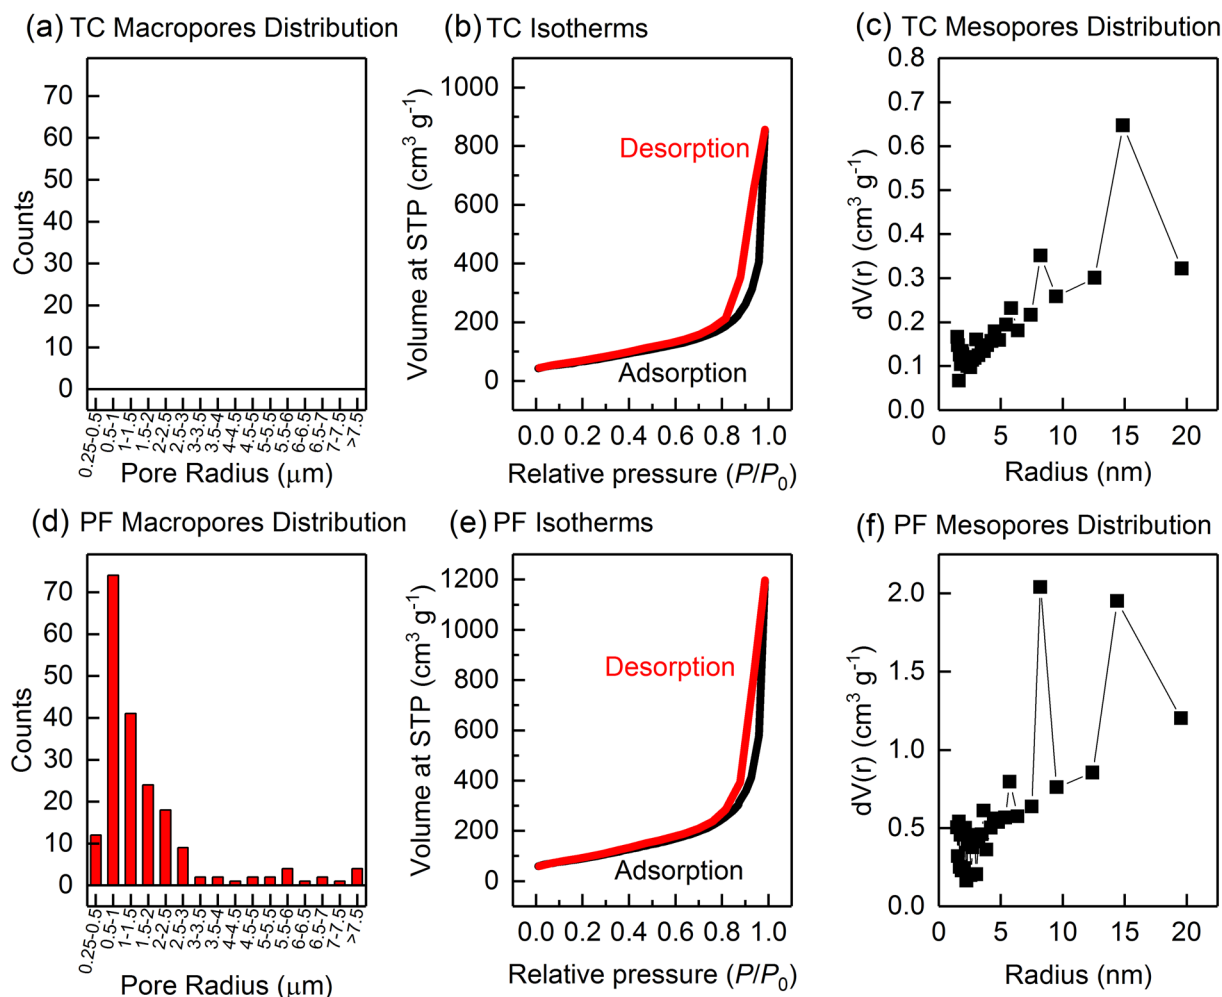 (a) TC Macropores Distribution
70
60
50
40
30
20
10
0
Counts
0.25-0.5
0.5-1
1-1.5
1.5-2
2-2.5
2.5-3
3-3.5
3.5-4
4-4.5
4.5-5
5-5.5
5.5-6
6-6.5
6.5-7
7-7.5
>7.5
Pore Radius (μm)
(b) TC Isotherms
1000
800
600
400
200
0
Volume at STP (cm³ g⁻¹)
Desorption
Adsorption
0.0 0.2 0.4 0.6 0.8 1.0
Relative pressure (P/P₀)
(c) TC Mesopores Distribution
0.8
0.7
0.6
0.5
0.4
0.3
0.2
0.1
0.0
dV(r) (cm³ g⁻¹)
0 5 10 15 20
Radius (nm)
(d) PF Macropores Distribution
70
60
50
40
30
20
10
0
Counts
0.25-0.5
0.5-1
1-1.5
1.5-2
2-2.5
2.5-3
3-3.5
3.5-4
4-4.5
4.5-5
5-5.5
5.5-6
6-6.5
6.5-7
7-7.5
>7.5
Pore Radius (μm)
(e) PF Isotherms
1200
1000
800
600
400
200
0
Volume at STP (cm³ g⁻¹)
Desorption
Adsorption
0.0 0.2 0.4 0.6 0.8 1.0
Relative pressure (P/P₀)
(f) PF Mesopores Distribution
2.0
1.5
1.0
0.5
0.0
dV(r) (cm³ g⁻¹)
0 5 10 15 20
Radius (nm)